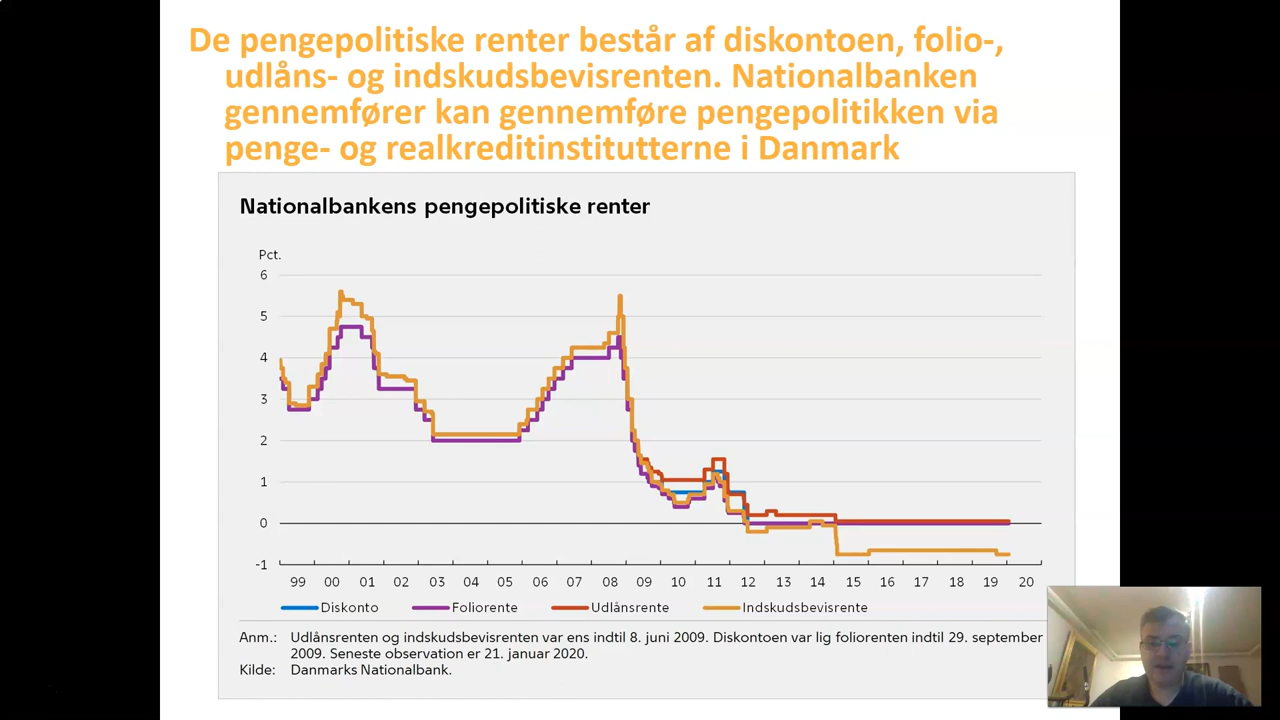 De pengepolitiske renter består af diskontoen, folio-,
udlåns- og indskudsbevisrenten. Nationalbanken
gennemfører kan gennemføre pengepolitikken via
penge- og realkreditinstitutterne i Danmark
Nationalbankens pengepolitiske renter
Pct.
6
5
4
3
2
1
0
-1
99 00 01 02 03 04 05 06 07 08 09 10 11 12 13 14 15 16 17 18 19 20
Diskonto Foliorente Udlånsrente Indskudsbevisrente
Anm.: Udlånsrenten og indskudsbevisrenten var ens indtil 8. juni 2009. Diskontoen var lig foliorenten indtil 29. september
2009. Seneste observation er 21. januar 2020.
Kilde: Danmarks Nationalbank.